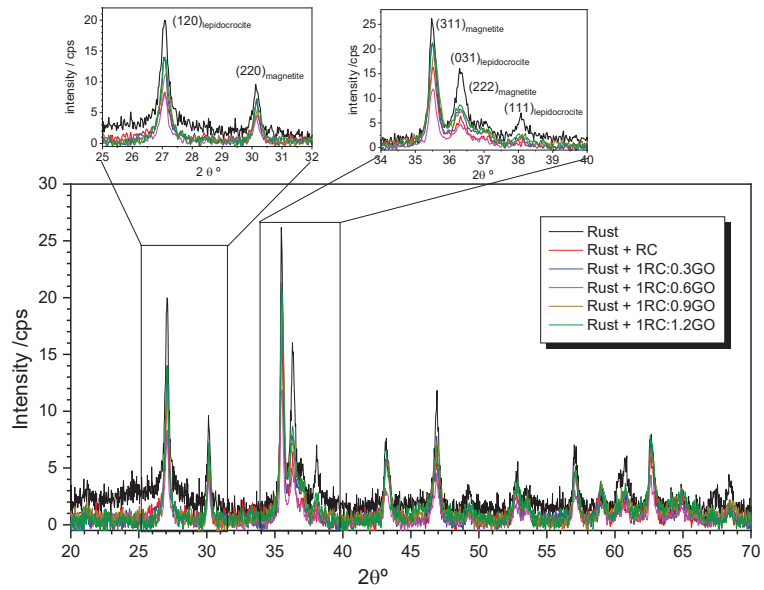 20
15
10
5
0
intensity / cps
25 26 27 28 29 30 31 32
2 θ º
(120)lepidocrocite
(220)magnetite
25
20
15
10
5
0
intensity / cps
34 35 36 37 38 39 40
2θ º
(311)magnetite
(031)lepidocrocite
(222)magnetite
(111)lepidocrocite
30
25
20
15
10
5
0
Intensity /cps
20 25 30 35 40 45 50 55 60 65 70
2θº
Rust
Rust + RC
Rust + 1RC:0.3GO
Rust + 1RC:0.6GO
Rust + 1RC:0.9GO
Rust + 1RC:1.2GO